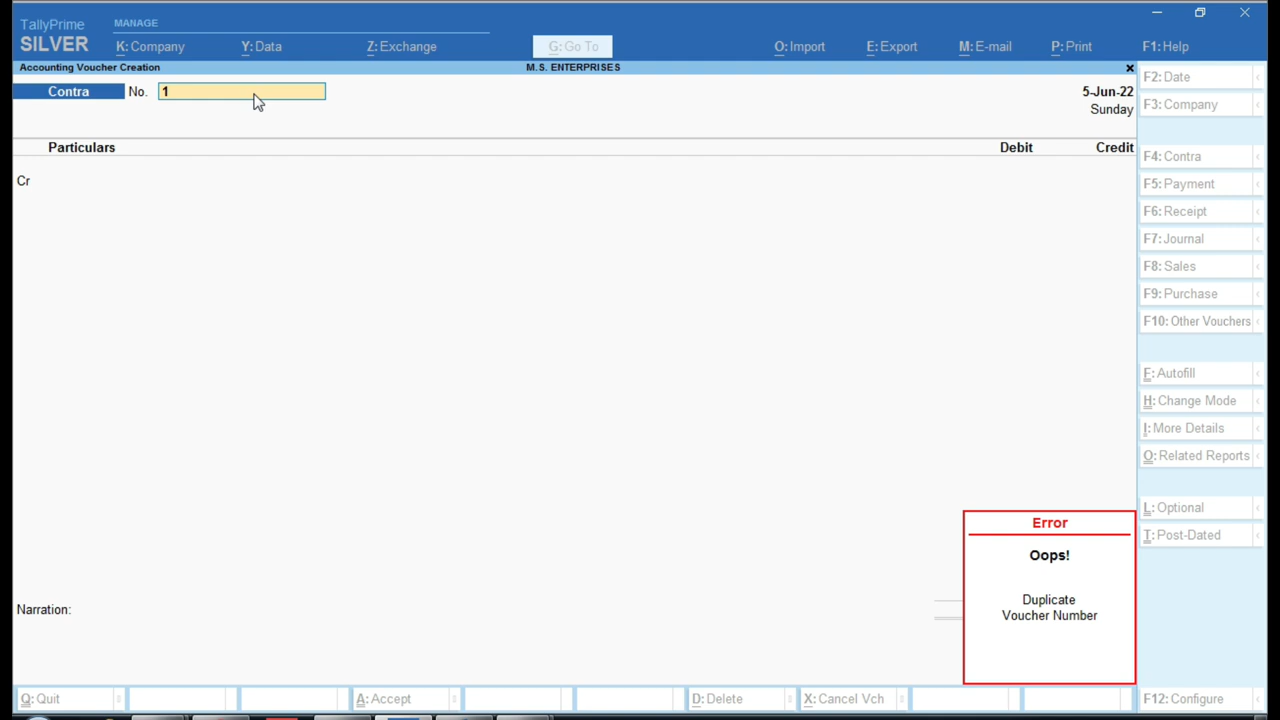 TallyPrime
SILVER
MANAGE
K: Company
Y: Data
Z: Exchange
G: Go To
O: Import
E: Export
M: E-mail
P: Print
F1: Help
Accounting Voucher Creation
M.S. ENTERPRISES
Contra
No.
1
5-Jun-22
Sunday
Particulars
Debit
Credit
Cr
F2: Date
F3: Company
F4: Contra
F5: Payment
F6: Receipt
F7: Journal
F8: Sales
F9: Purchase
F10: Other Vouchers
F: Autofill
H: Change Mode
I: More Details
O: Related Reports
L: Optional
T: Post-Dated
Error
Oops!
Duplicate
Voucher Number
Narration:
Q: Quit
A: Accept
D: Delete
X: Cancel Vch
F12: Configure